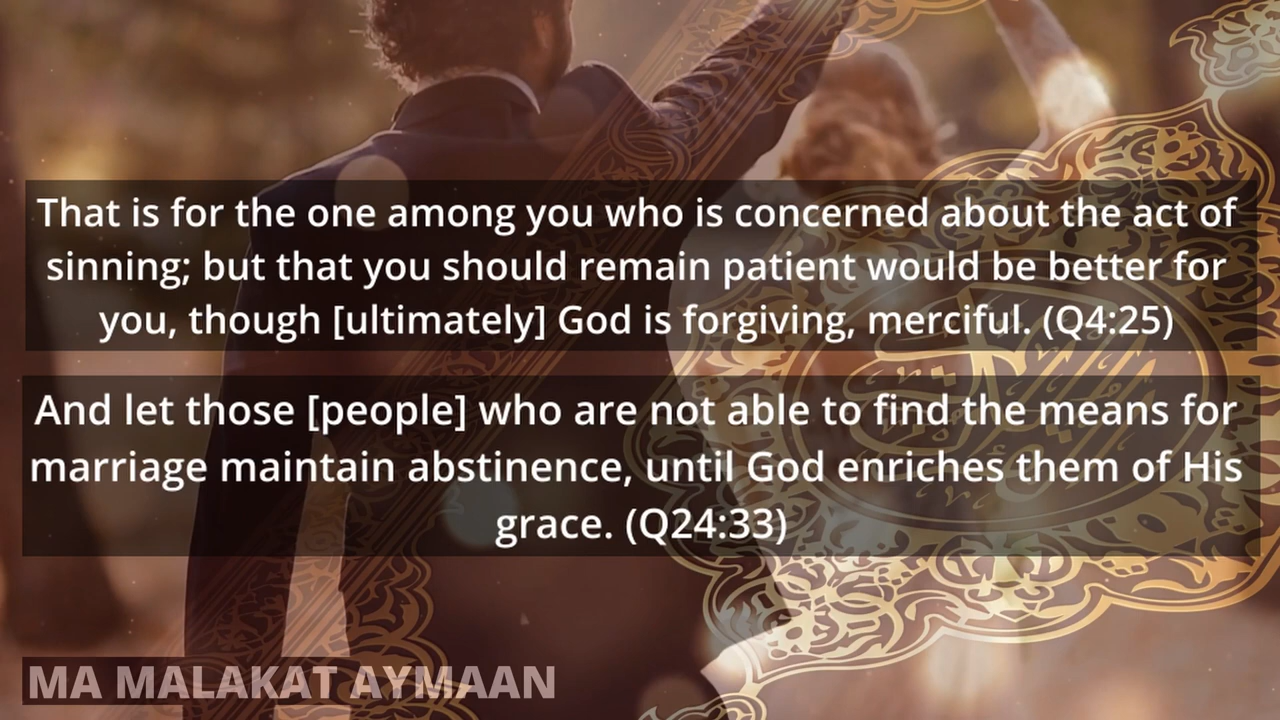 That is for the one among you who is concerned about the act of
sinning; but that you should remain patient would be better for
you, though [ultimately] God is forgiving, merciful. (Q4:25)
And let those [people] who are not able to find the means for
marriage maintain abstinence, until God enriches them of His
grace. (Q24:33)
MA MALAKAT AYMAAN